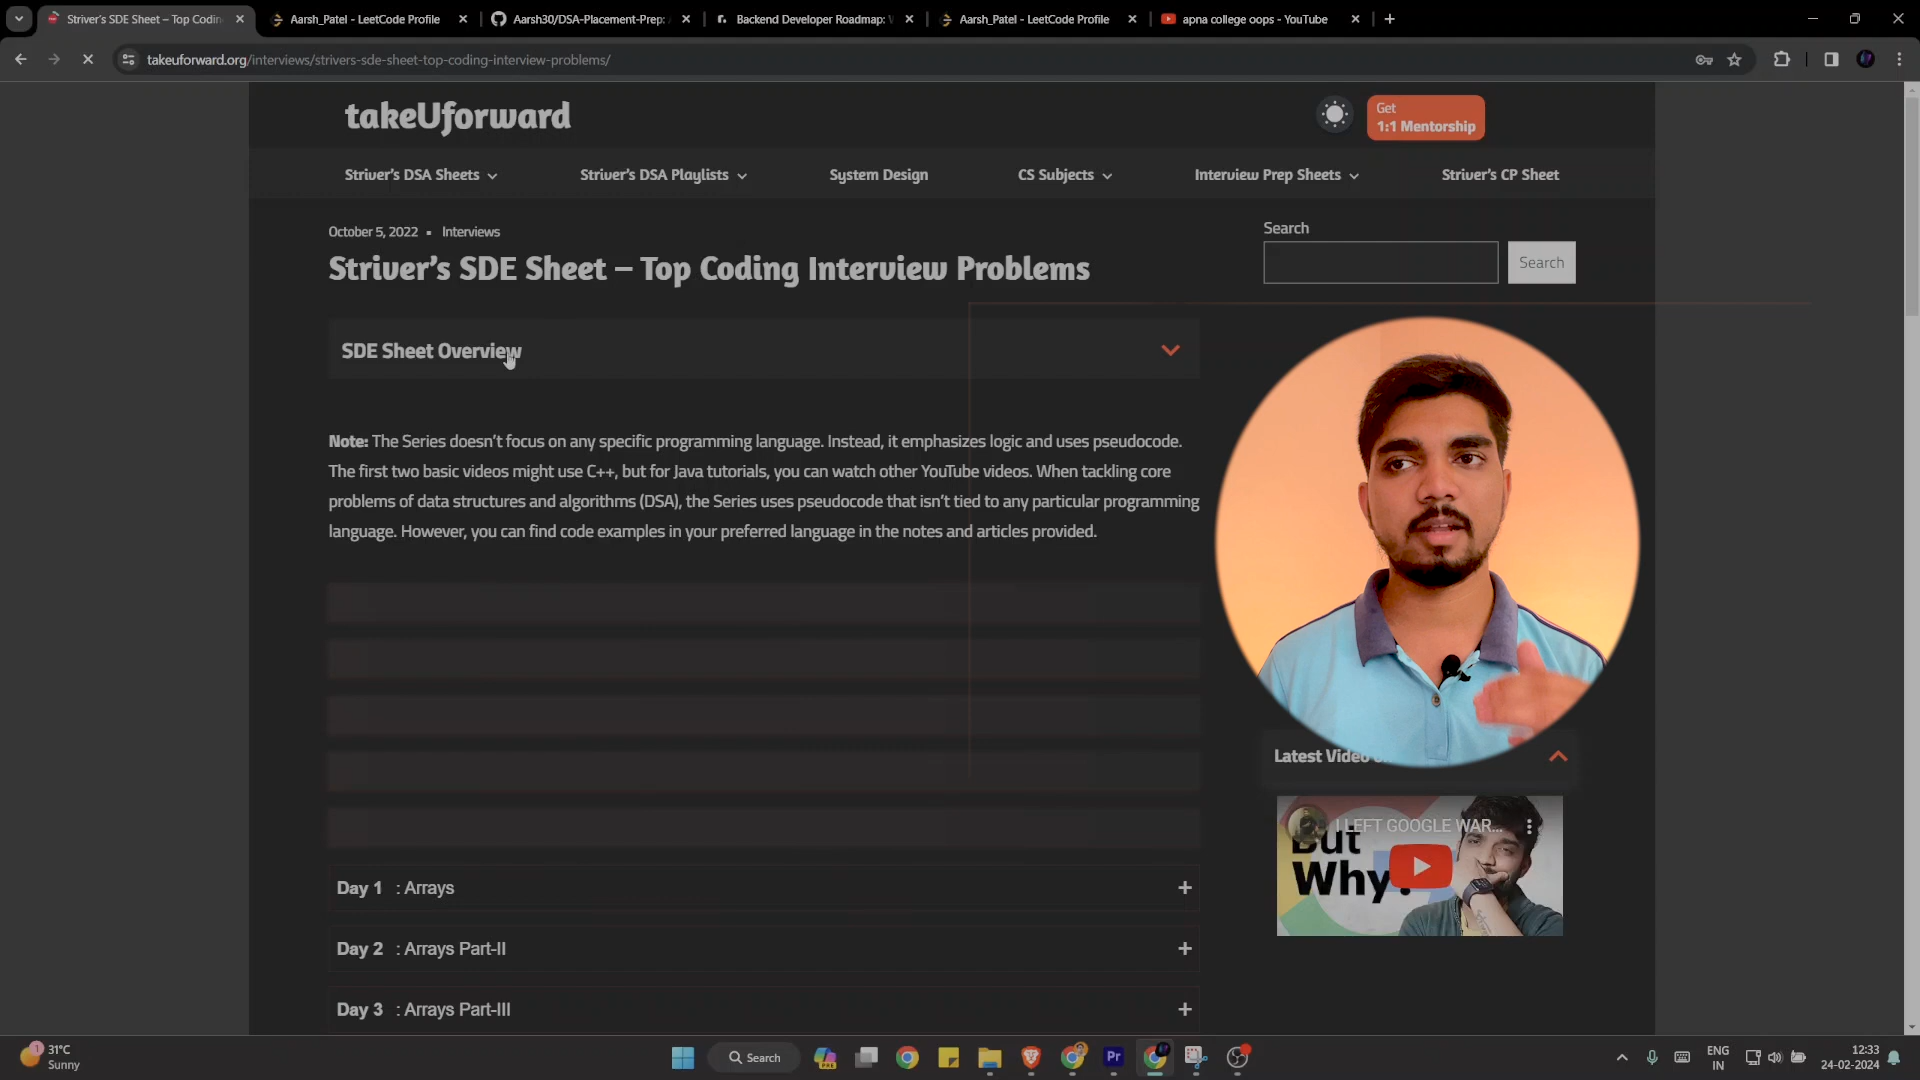 Striver's SDE Sheet – Top Codin
Aarsh_Patel - LeetCode Profile
Aarsh30/DSA-Placement-Prep:
Backend Developer Roadmap:
Aarsh_Patel - LeetCode Profile
apna college oops - YouTube
takeuforward.org/interviews/strivers-sde-sheet-top-coding-interview-problems/
takeUforward
Get
1:1 Mentorship
Striver's DSA Sheets
Striver's DSA Playlists
System Design
CS Subjects
Interview Prep Sheets
Striver's CP Sheet
October 5, 2022 ▪ Interviews
Search
Striver's SDE Sheet – Top Coding Interview Problems
Search
SDE Sheet Overview
Note: The Series doesn't focus on any specific programming language. Instead, it emphasizes logic and uses pseudocode.
The first two basic videos might use C++, but for Java tutorials, you can watch other YouTube videos. When tackling core
problems of data structures and algorithms (DSA), the Series uses pseudocode that isn't tied to any particular programming
language. However, you can find code examples in your preferred language in the notes and articles provided.
Latest Video
I LEFT GOOGLE WAR...
But
Why?
Day 1 : Arrays
Day 2 : Arrays Part-II
Day 3 : Arrays Part-III
1
31°C
Sunny
Search
PRE
Pr
ENG
IN
12:33
24-02-2024